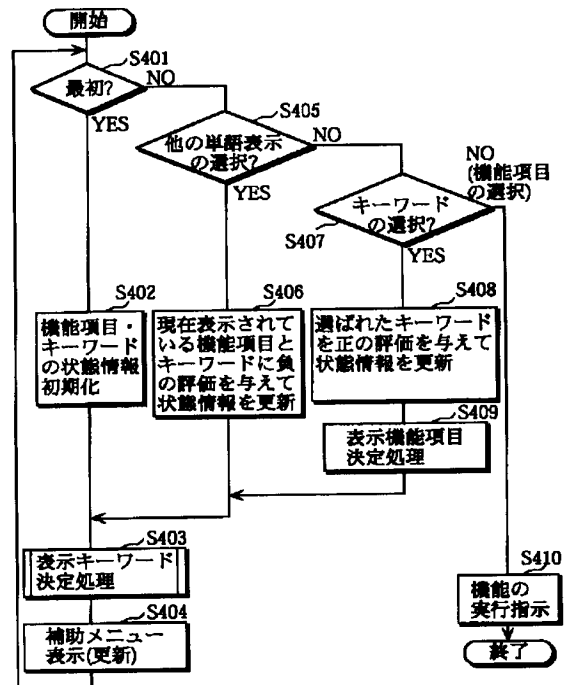 開始
S401
最初?
NO
YES
S405
他の単語表示
の選択?
NO
YES
NO
(機能項目
の選択)
キーワード
の選択?
S407
YES
S402
機能項目・
キーワード
の状態情報
初期化
S406
現在表示されて
いる機能項目と
キーワードに負
の評価を与えて
状態情報を更新
S408
選ばれたキーワード
を正の評価を与えて
状態情報を更新
S409
表示機能項目
決定処理
S403
表示キーワード
決定処理
S404
補助メニュー
表示(更新)
S410
機能の
実行指示
終了